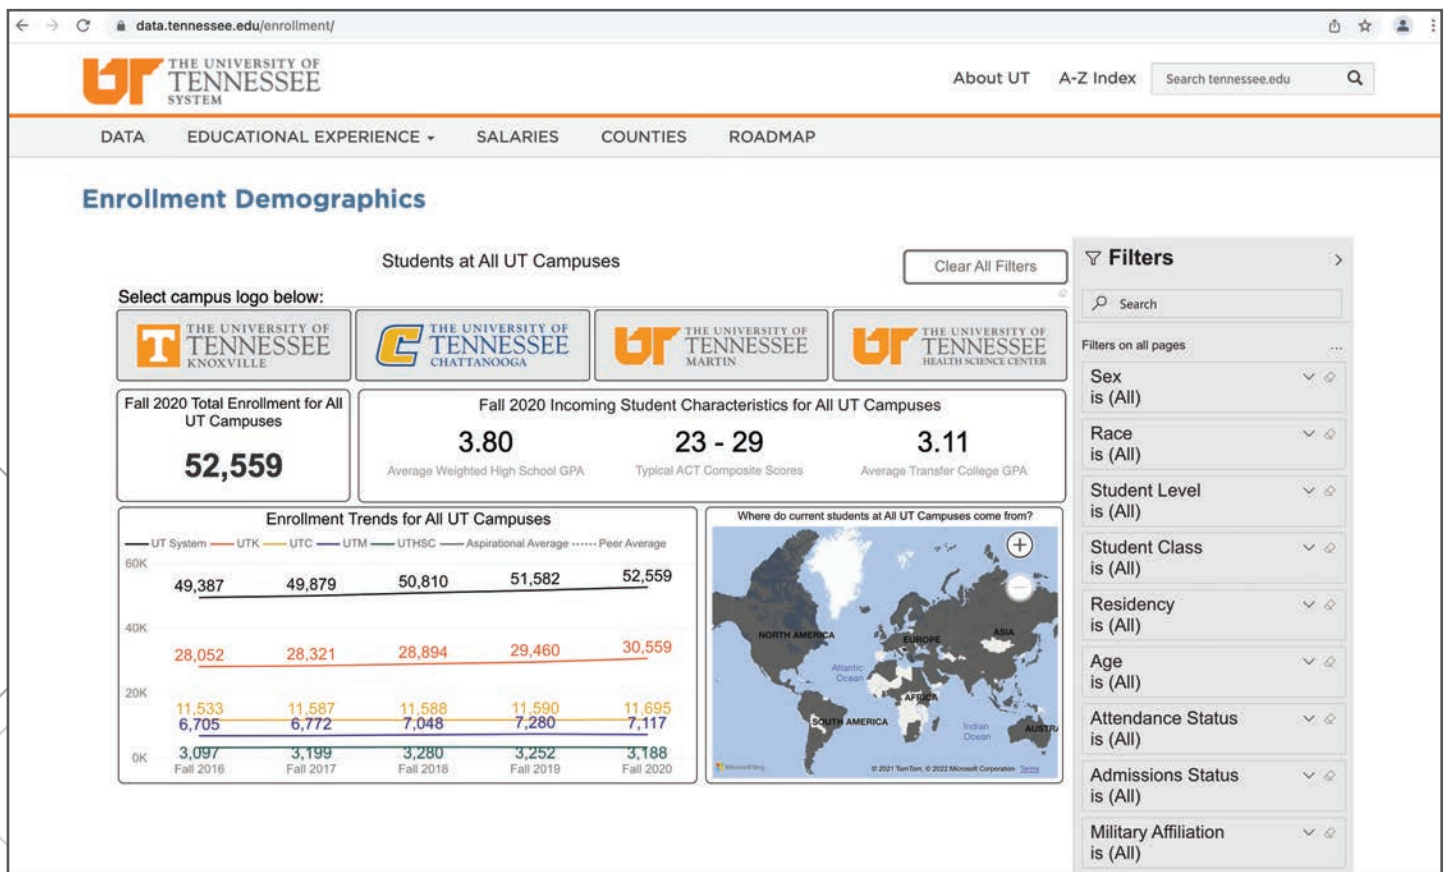 data.tennessee.edu/enrollment/
UT
THE UNIVERSITY OF
TENNESSEE
SYSTEM
About UT
A-Z Index
Search tennessee.edu
DATA
EDUCATIONAL EXPERIENCE
SALARIES
COUNTIES
ROADMAP
Enrollment Demographics
Students at All UT Campuses
Clear All Filters
Select campus logo below:
T
THE UNIVERSITY OF
TENNESSEE
KNOXVILLE
C
THE UNIVERSITY OF
TENNESSEE
CHATTANOOGA
UT
THE UNIVERSITY OF
TENNESSEE
MARTIN
UT
THE UNIVERSITY OF
TENNESSEE
HEALTH SCIENCE CENTER
Fall 2020 Total Enrollment for All
UT Campuses
52,559
Fall 2020 Incoming Student Characteristics for All UT Campuses
3.80
23 - 29
3.11
Average Weighted High School GPA
Typical ACT Composite Scores
Average Transfer College GPA
Enrollment Trends for All UT Campuses
UT System
UTK
UTC
UTM
UTHSC
Aspirational Average
Peer Average
60K
49,387
49,879
50,810
51,582
52,559
40K
28,052
28,321
28,894
29,460
30,559
20K
11,533
11,587
11,588
11,590
11,695
6,705
6,772
7,048
7,280
7,117
0K
3,097
3,199
3,280
3,252
3,188
Fall 2016
Fall 2017
Fall 2018
Fall 2019
Fall 2020
Where do current students at All UT Campuses come from?
NORTH AMERICA
EUROPE
ASIA
Atlantic
Ocean
AFRICA
SOUTH AMERICA
Indian
Ocean
AUSTR
Microsoft Bing
© 2021 TomTom, © 2022 Microsoft Corporation
Terms
Filters
Search
Filters on all pages
...
Sex
is (All)
Race
is (All)
Student Level
is (All)
Student Class
is (All)
Residency
is (All)
Age
is (All)
Attendance Status
is (All)
Admissions Status
is (All)
Military Affiliation
is (All)